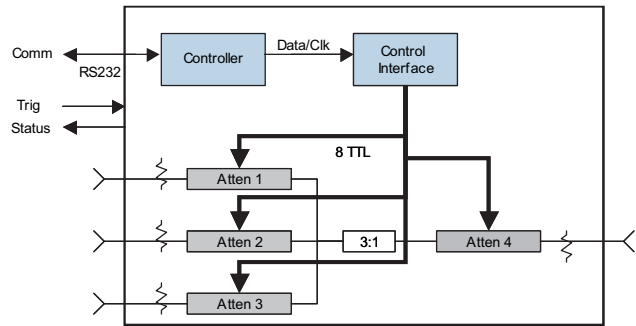 Comm
RS232
Controller
Data/Clk
Control
Interface
Trig
Status
8 TTL
Atten 1
Atten 2
3:1
Atten 4
Atten 3